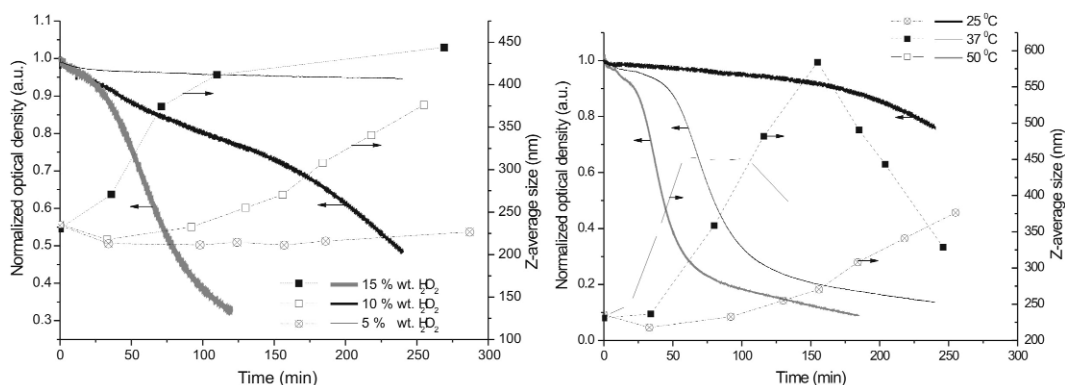 1.1
1.0
0.9
0.8
0.7
0.6
0.5
0.4
0.3
Normalized optical density (a.u.)
15 % wt. H2O2
10 % wt. H2O2
5 % wt. H2O2
0 50 100 150 200 250 300
Time (min)
450
400
350
300
250
200
150
100
Z-average size (nm)
25 °C
37 °C
50 °C
1.0
0.8
0.6
0.4
0.2
0.0
Normalized optical density (a.u.)
0 50 100 150 200 250 300
Time (min)
600
550
500
450
400
350
300
250
200
Z-average size (nm)